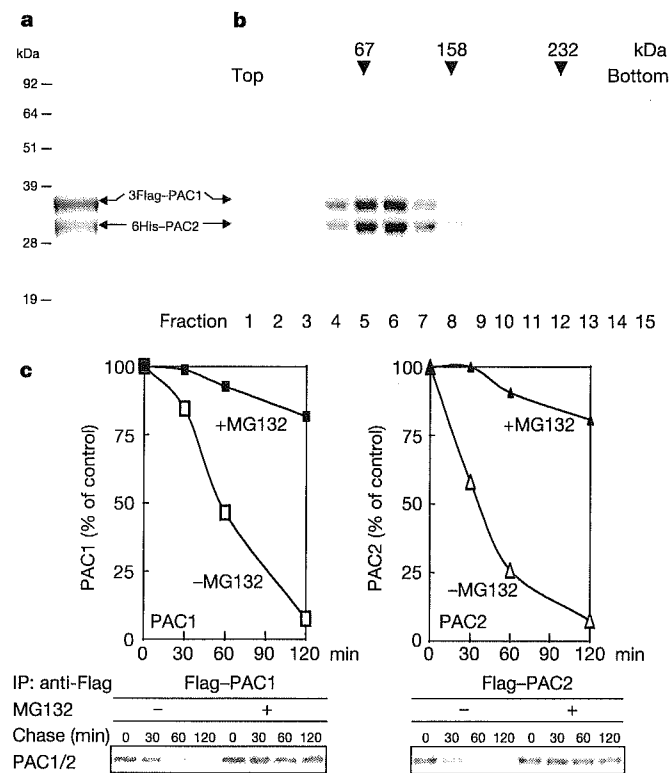 a
b
kDa
67 158 232 kDa
Top Bottom
92
64
51
39
3Flag–PAC1
6His–PAC2
28
19
Fraction 1 2 3 4 5 6 7 8 9 10 11 12 13 14 15
c
100
75
50
25
0
PAC1 (% of control)
+MG132
–MG132
PAC1
0 30 60 90 120 min
100
75
50
25
0
PAC2 (% of control)
+MG132
–MG132
PAC2
0 30 60 90 120 min
IP: anti-Flag Flag–PAC1 Flag–PAC2
MG132 – + – +
Chase (min) 0 30 60 120 0 30 60 120 0 30 60 120 0 30 60 120
PAC1/2